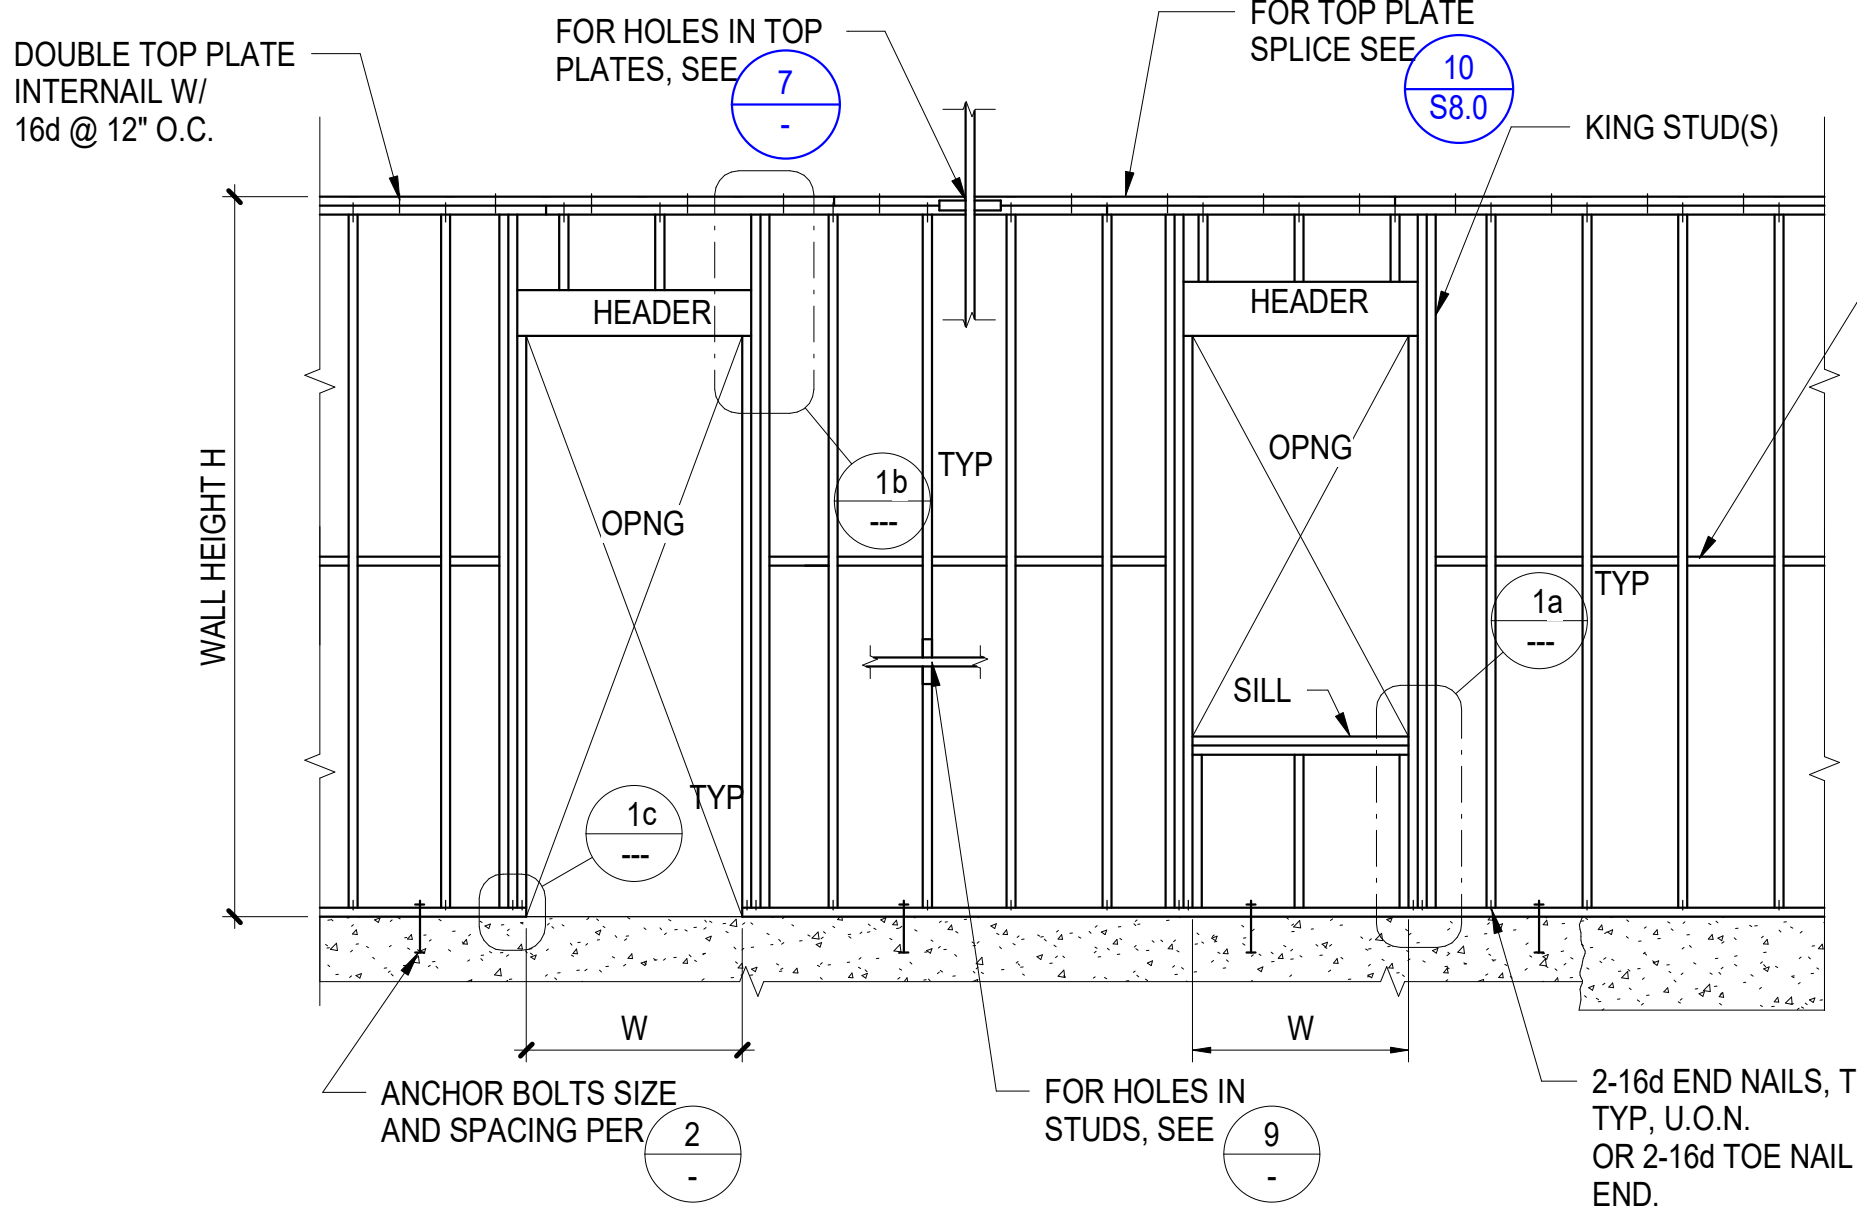 DOUBLE TOP PLATE
INTERNAIL W/
16d @ 12" O.C.
FOR HOLES IN TOP
PLATES, SEE
7
-
FOR TOP PLATE
SPLICE SEE
10
S8.0
KING STUD(S)
HEADER
HEADER
WALL HEIGHT H
OPNG
OPNG
1b
---
TYP
1a
---
TYP
SILL
1c
---
TYP
W
W
ANCHOR BOLTS SIZE
AND SPACING PER
2
-
FOR HOLES IN
STUDS, SEE
9
-
2-16d END NAILS, T
TYP, U.O.N.
OR 2-16d TOE NAIL
END.